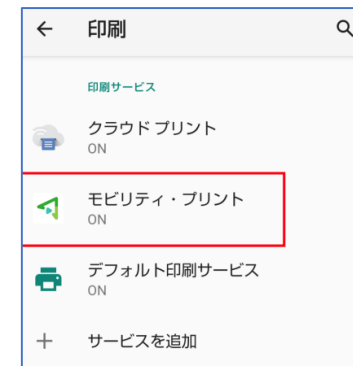 印刷
印刷サービス
クラウド プリント
ON
モビリティ・プリント
ON
デフォルト印刷サービス
ON
サービスを追加